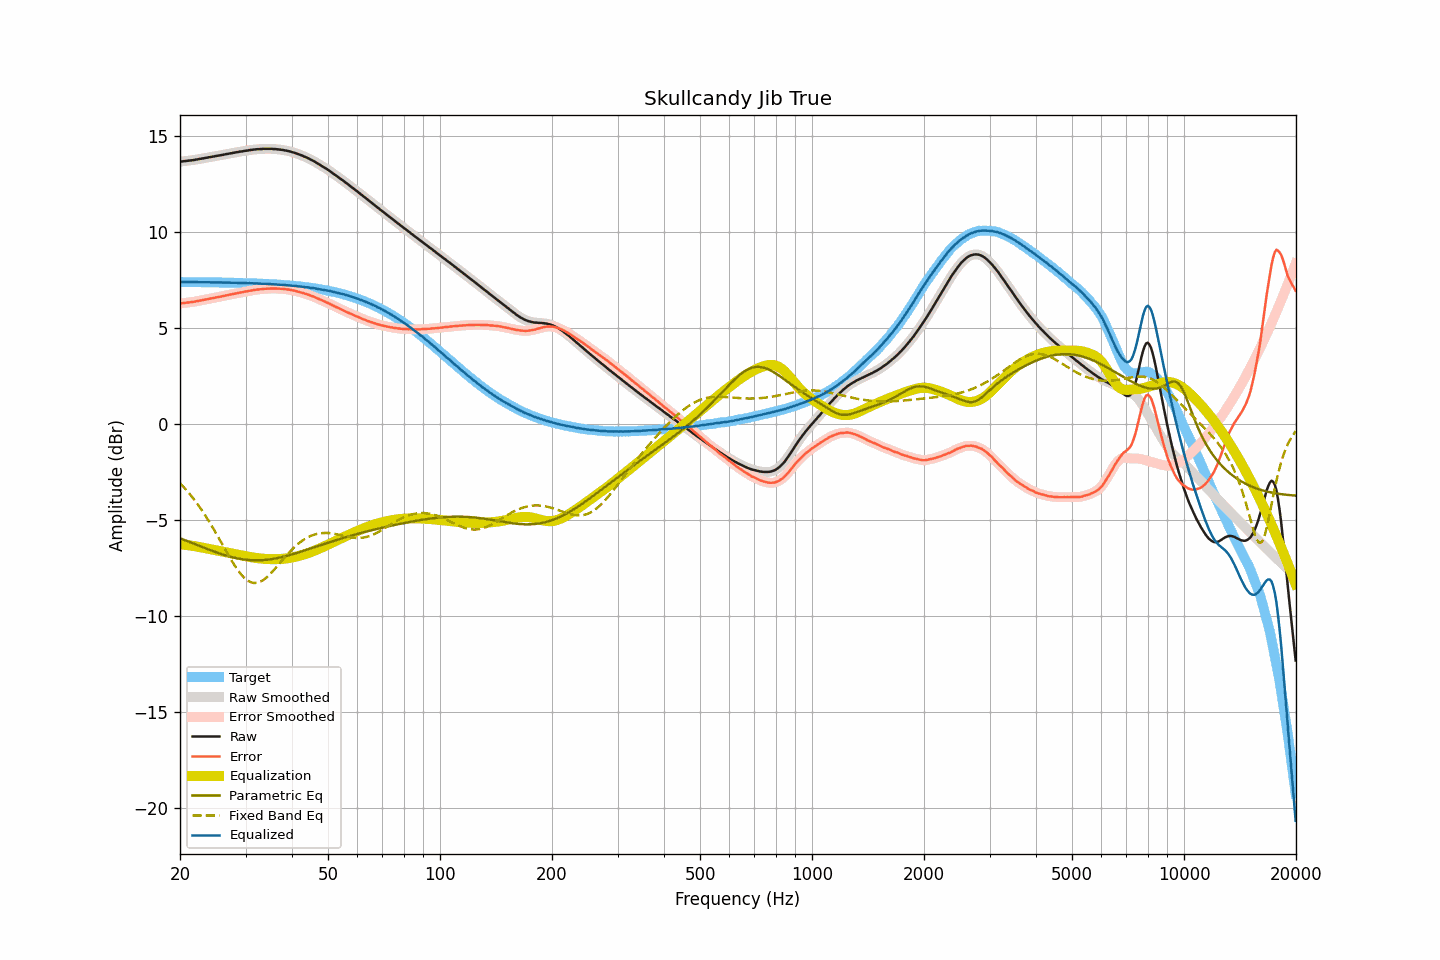 Skullcandy Jib True
Amplitude (dBr)
15
10
5
0
−5
−10
−15
−20
Target
Raw Smoothed
Error Smoothed
Raw
Error
Equalization
Parametric Eq
Fixed Band Eq
Equalized
20 50 100 200 500 1000 2000 5000 10000 20000
Frequency (Hz)